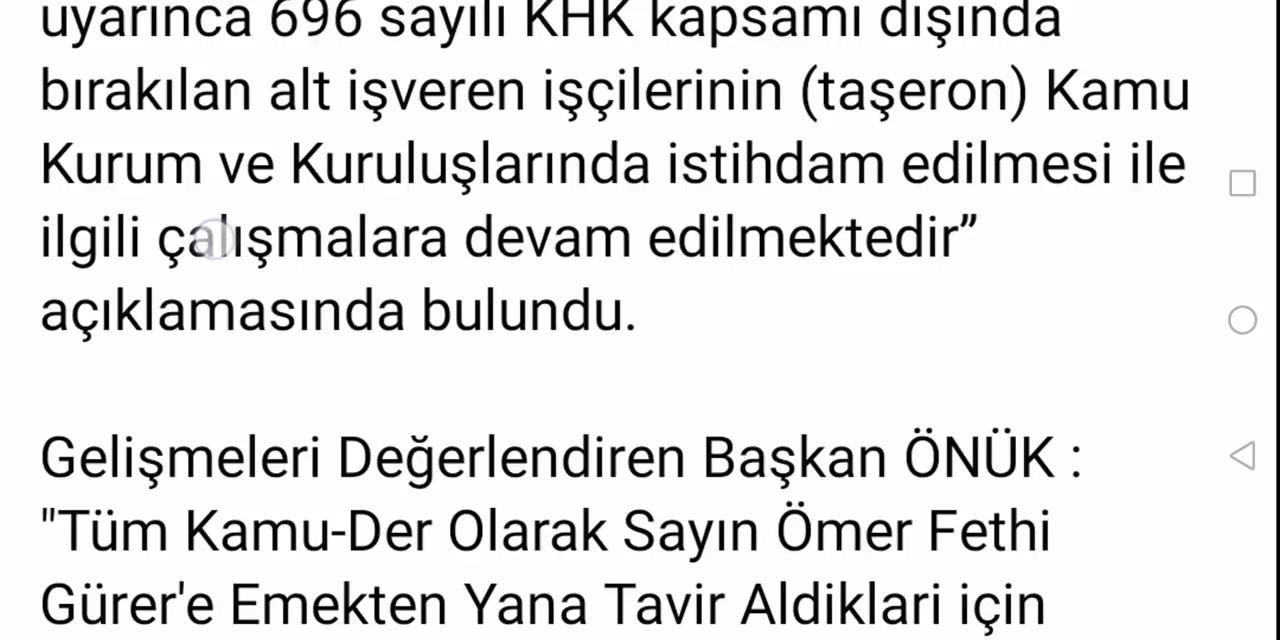 uyarınca 696 sayılı KHK kapsamı dışında
bırakılan alt işveren işçilerinin (taşeron) Kamu
Kurum ve Kuruluşlarında istihdam edilmesi ile
ilgili çalışmalara devam edilmektedir”
açıklamasında bulundu.
Gelişmeleri Değerlendiren Başkan ÖNÜK :
"Tüm Kamu-Der Olarak Sayın Ömer Fethi
Gürer'e Emekten Yana Tavir Aldiklari için